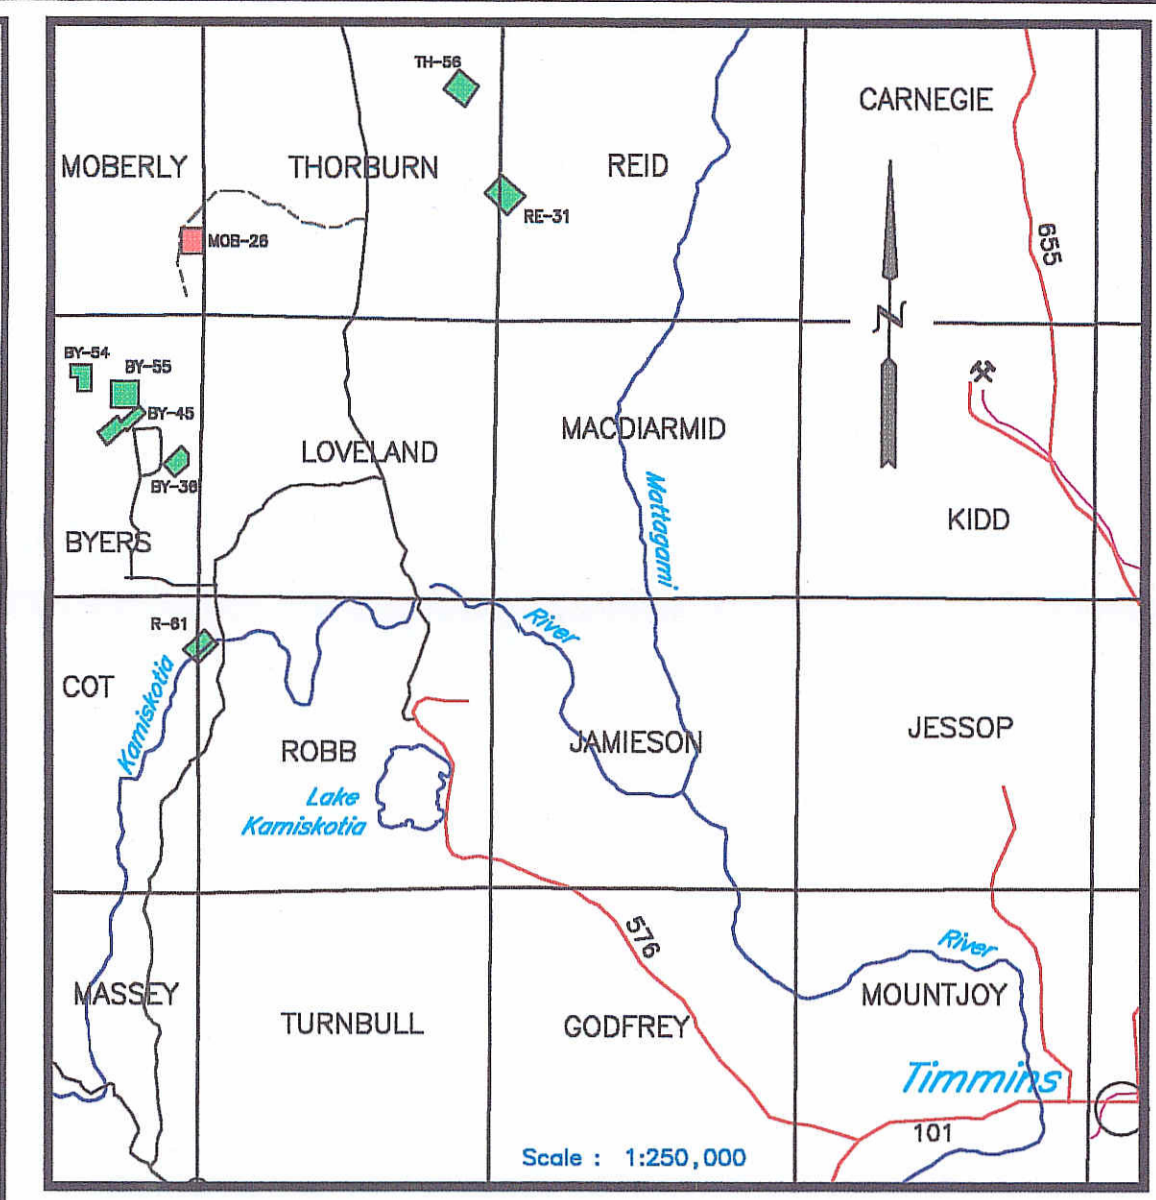 TH-56
CARNEGIE
MOBERLY
THORBURN
REID
RE-31
MOB-26
655
N
BY-54
BY-55
BY-45
MACDIARMID
LOVELAND
BY-36
Mattagami
KIDD
BYERS
R-61
River
COT
Kamiskotia
JESSOP
ROBB
JAMIESON
Lake
Kamiskotia
576
River
MASSEY
MOUNTJOY
TURNBULL
GODFREY
Timmins
101
Scale : 1:250,000